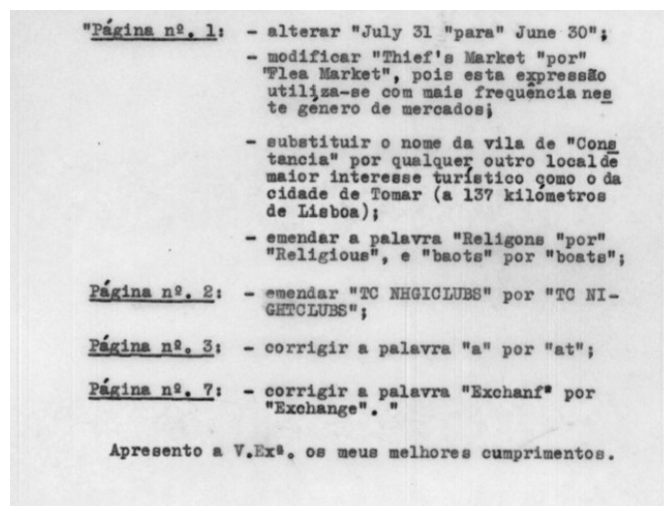 "Página nº. 1: - alterar "July 31 "para" June 30";
- modificar "Thief's Market "por"
"Flea Market", pois esta expressão
utiliza-se com mais frequência nes
te género de mercados;
- substituir o nome da vila de "Cons
tancia" por qualquer outro local de
maior interesse turístico como o da
cidade de Tomar (a 137 kilómetros
de Lisboa);
- emendar a palavra "Religons "por"
"Religious", e "baots" por "boats";
Página nº. 2: - emendar "TC NHGICLUBS" por "TC NI-
GHTCLUBS";
Página nº. 3: - corrigir a palavra "a" por "at";
Página nº. 7: - corrigir a palavra "Exchanf" por
"Exchange". "
Apresento a V.Exª. os meus melhores cumprimentos.